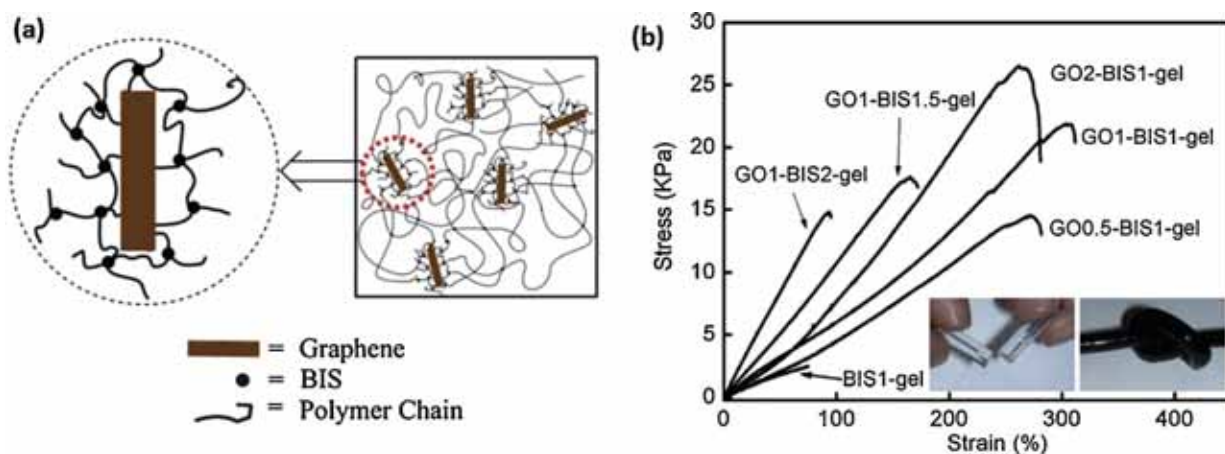 (a)
= Graphene
= BIS
= Polymer Chain
(b)
30
25
20
15
10
5
0
Stress (KPa)
GO2-BIS1-gel
GO1-BIS1.5-gel
GO1-BIS1-gel
GO1-BIS2-gel
GO0.5-BIS1-gel
BIS1-gel
0 100 200 300 400
Strain (%)